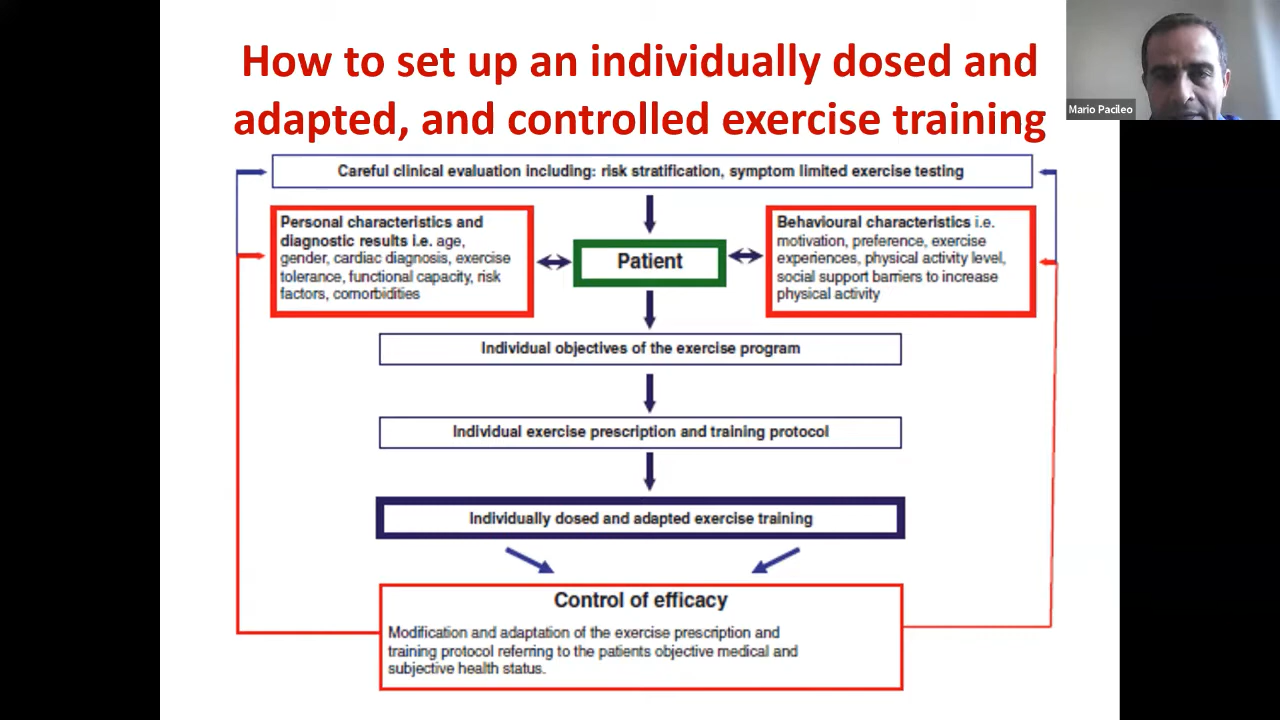 How to set up an individually dosed and
adapted, and controlled exercise training
Mario Pacileo
Careful clinical evaluation including: risk stratification, symptom limited exercise testing
Personal characteristics and
diagnostic results i.e. age,
gender, cardiac diagnosis, exercise
tolerance, functional capacity, risk
factors, comorbidities
Patient
Behavioural characteristics i.e.
motivation, preference, exercise
experiences, physical activity level,
social support barriers to increase
physical activity
Individual objectives of the exercise program
Individual exercise prescription and training protocol
Individually dosed and adapted exercise training
Control of efficacy
Modification and adaptation of the exercise prescription and
training protocol referring to the patients objective medical and
subjective health status.